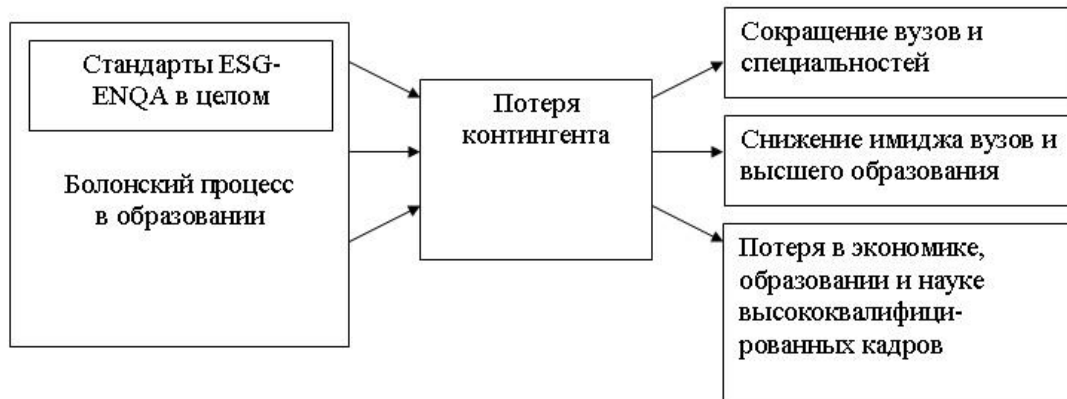 Стандарты ESG-
ENQA в целом
Болонский процесс
в образовании
Потеря
контингента
Сокращение вузов и
специальностей
Снижение имиджа вузов и
высшего образования
Потеря в экономике,
образовании и науке
высококвалифици-
рованных кадров